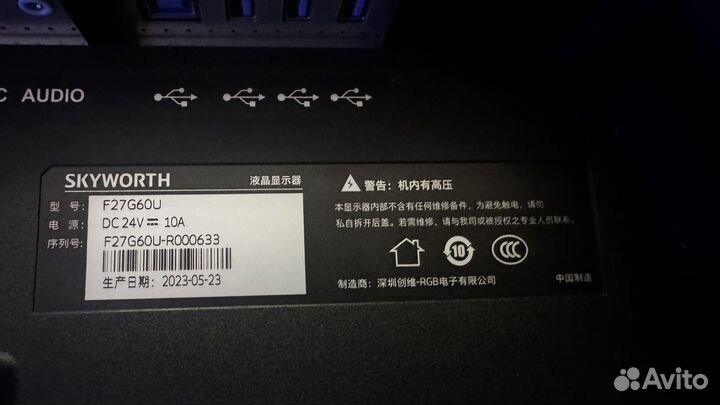 C AUDIO
SKYWORTH 液晶显示器
型 号: F27G60U
电 源: DC 24V ⎓ 10A
序列号: F27G60U-R000633
生产日期: 2023-05-23
警告：机内有高压
本显示器内部不含有任何维修备件，为避免触电，请勿
私自拆开后盖。若需维修，请与我司或被授权之专业人员联系。
10
CCC
制造商：深圳创维-RGB电子有限公司 中国制造
Avito